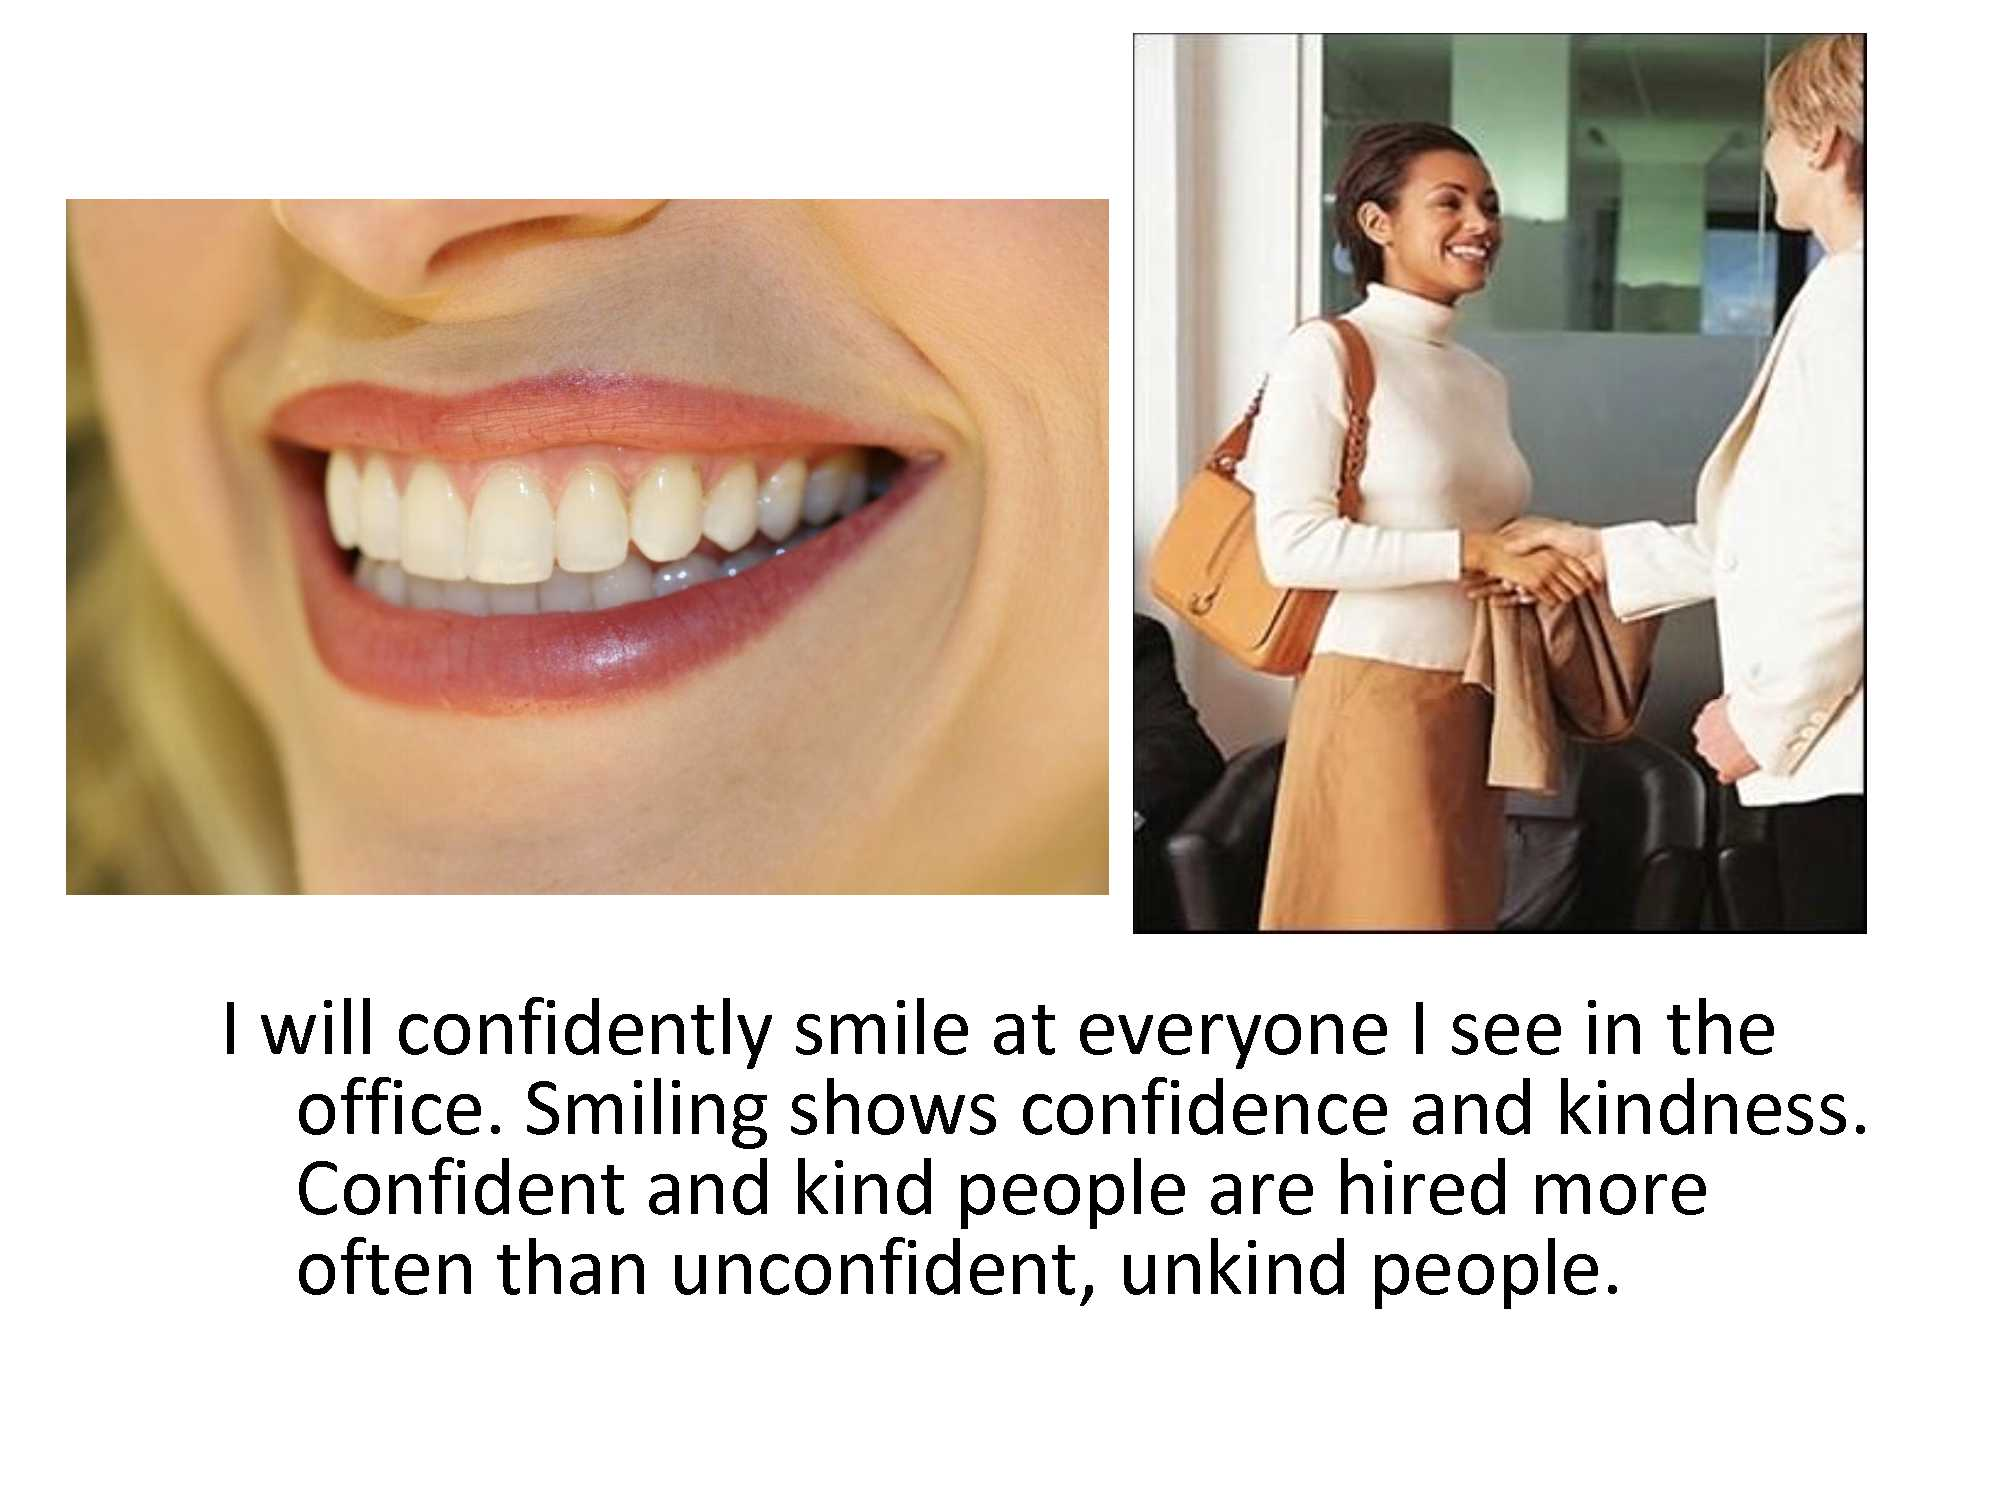 I will confidently smile at everyone I see in the
office. Smiling shows confidence and kindness.
Confident and kind people are hired more
often than unconfident, unkind people.